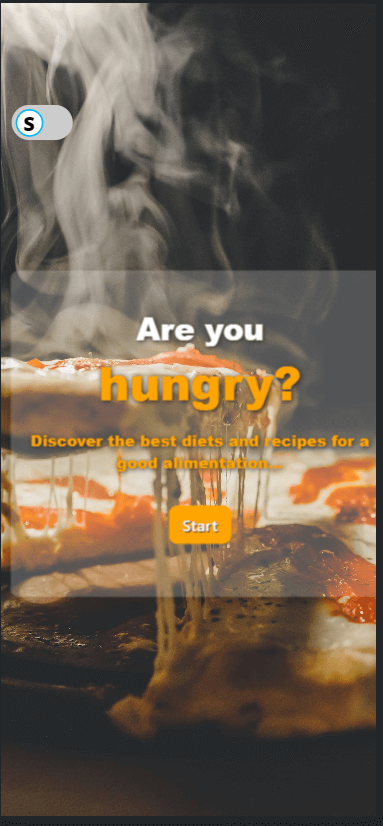 S
Are you
hungry?
Discover the best diets and recipes for a
good alimentation...
Start